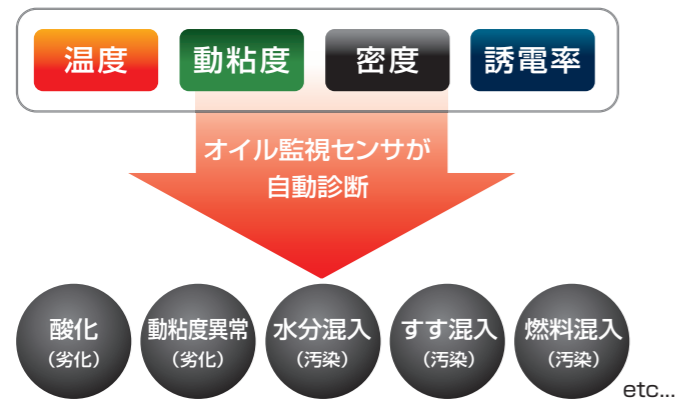 温度 動粘度 密度 誘電率
オイル監視センサが
自動診断
酸化 動粘度異常 水分混入 すす混入 燃料混入
（劣化） （劣化） （汚染） （汚染） （汚染）
etc...